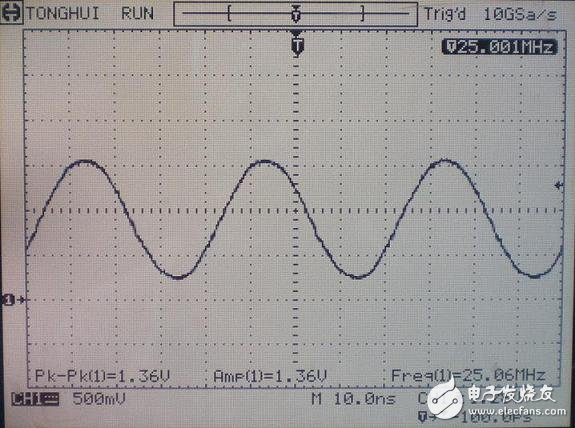 TONGHUI RUN Trig'd 10GSa/s
T
T
25.001MHz
1
Pk-Pk(1)=1.36V Amp(1)=1.36V Freq(1)=25.06MHz
CH1 500mV M 10.0ns
-100.0ps
电子发烧友
www.elecfans.com